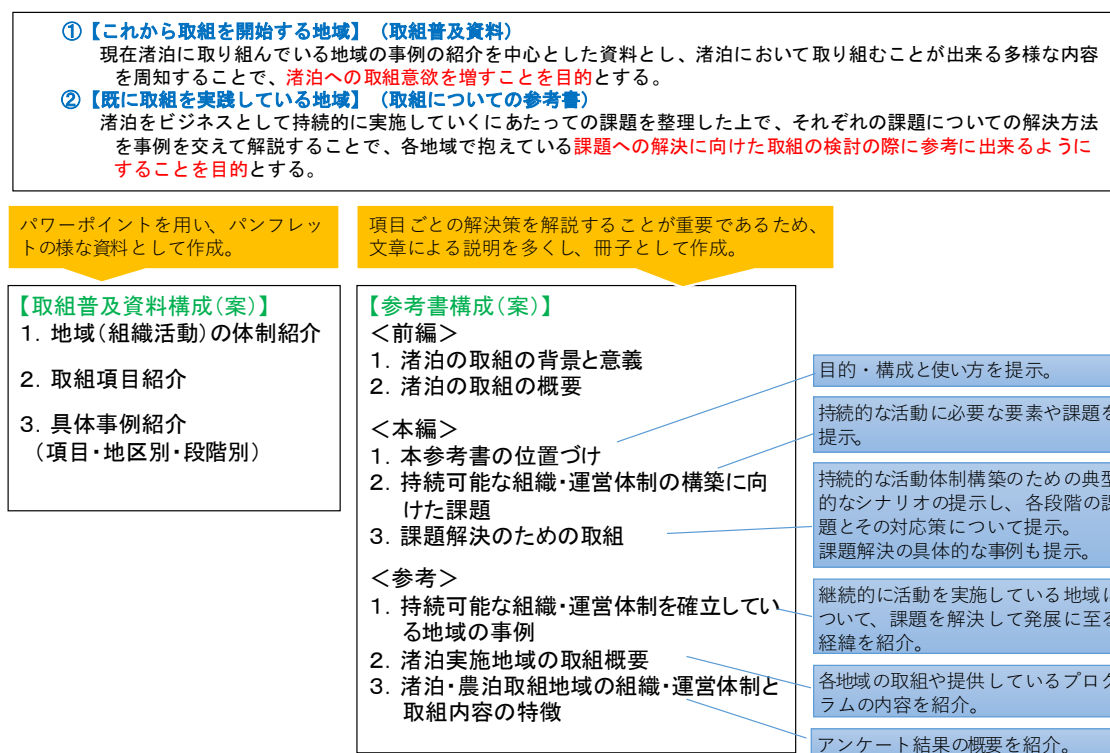 ①【これから取組を開始する地域】（取組普及資料）
現在渚泊に取り組んでいる地域の事例の紹介を中心とした資料とし、渚泊において取り組むことが出来る多様な内容
を周知することで、渚泊への取組意欲を増すことを目的とする。
②【既に取組を実践している地域】（取組についての参考書）
渚泊をビジネスとして持続的に実施していくにあたっての課題を整理した上で、それぞれの課題についての解決方法
を事例を交えて解説することで、各地域で抱えている課題への解決に向けた取組の検討の際に参考に出来るように
することを目的とする。
パワーポイントを用い、パンフレッ
トの様な資料として作成。
項目ごとの解決策を解説することが重要であるため、
文章による説明を多くし、冊子として作成。
【取組普及資料構成(案)】
1. 地域(組織活動)の体制紹介
2. 取組項目紹介
3. 具体事例紹介
（項目・地区別・段階別）
【参考書構成(案)】
＜前編＞
1. 渚泊の取組の背景と意義
2. 渚泊の取組の概要
＜本編＞
1. 本参考書の位置づけ
2. 持続可能な組織・運営体制の構築に向
けた課題
3. 課題解決のための取組
＜参考＞
1. 持続可能な組織・運営体制を確立してい
る地域の事例
2. 渚泊実施地域の取組概要
3. 渚泊・農泊取組地域の組織・運営体制と
取組内容の特徴
目的・構成と使い方を提示。
持続的な活動に必要な要素や課題を
提示。
持続的な活動体制構築のための典型
的なシナリオの提示し、各段階の課
題とその対応策について提示。
課題解決の具体的な事例も提示。
継続的に活動を実施している地域に
ついて、課題を解決して発展に至る
経緯を紹介。
各地域の取組や提供しているプログ
ラムの内容を紹介。
アンケート結果の概要を紹介。